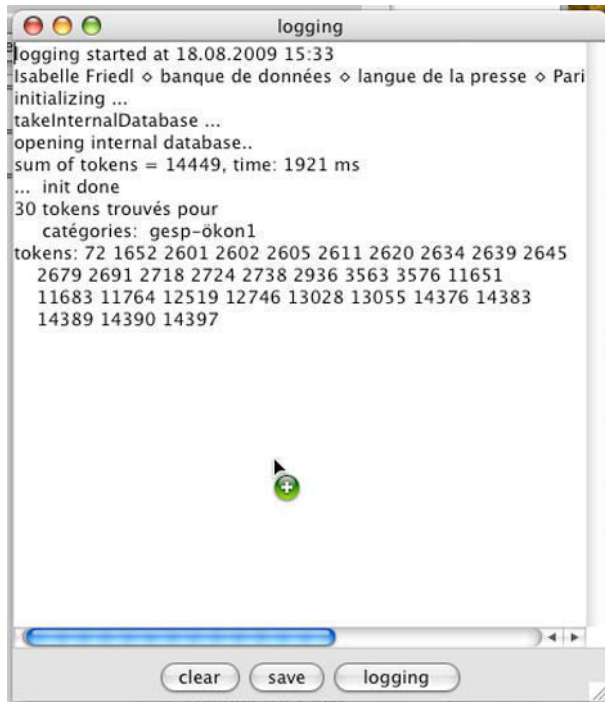 logging
logging started at 18.08.2009 15:33
Isabelle Friedl ⋄ banque de données ⋄ langue de la presse ⋄ Pari
initializing ...
takeInternalDatabase ...
opening internal database..
sum of tokens = 14449, time: 1921 ms
... init done
30 tokens trouvés pour
catégories: gesp-ökon1
tokens: 72 1652 2601 2602 2605 2611 2620 2634 2639 2645
2679 2691 2718 2724 2738 2936 3563 3576 11651
11683 11764 12519 12746 13028 13055 14376 14383
14389 14390 14397
clear save logging